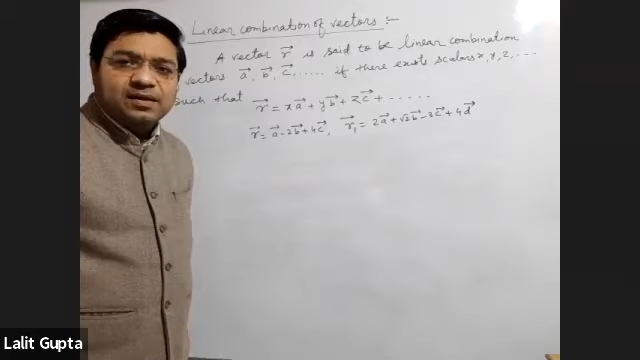 Linear combination of vectors :-
A vector r⃗ is said to be linear combination
vectors a⃗, b⃗, c⃗, ..... if there exists scalars x, y, z, ...
such that r⃗ = xa⃗ + yb⃗ + zc⃗ + .....
r⃗ = a⃗ - 2b⃗ + 4c⃗, r⃗₁ = 2a⃗ + √2b⃗ - 3c⃗ + 4d⃗
Lalit Gupta